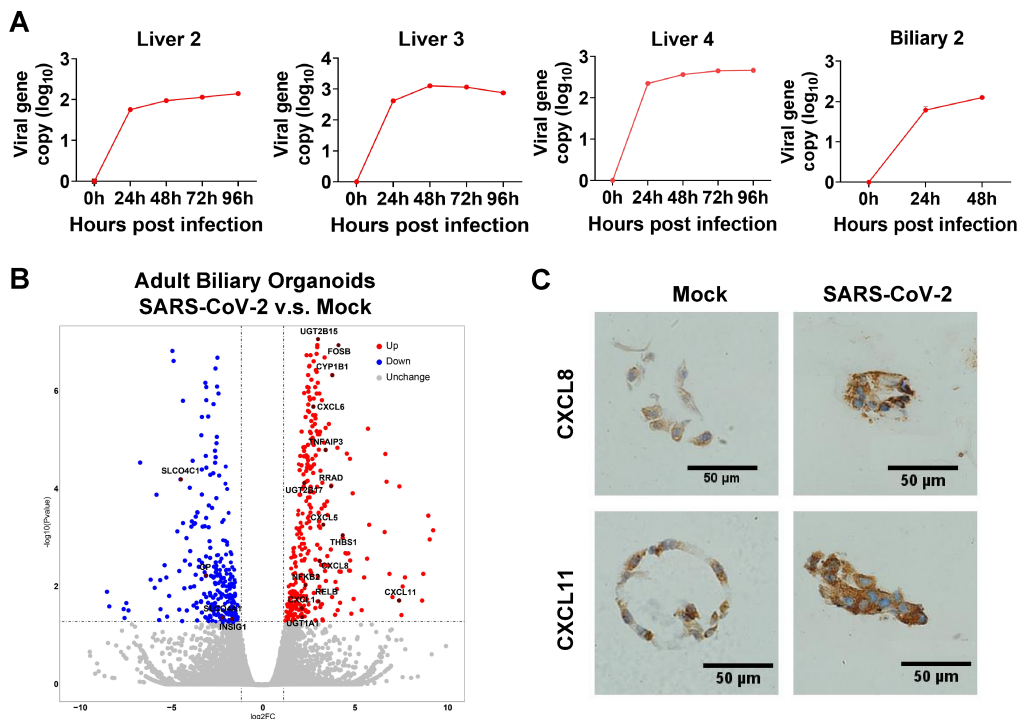 A
Liver 2
Viral gene
copy (log10)
3
2
1
0
0h 24h 48h 72h 96h
Hours post infection
Liver 3
Viral gene
copy (log10)
4
3
2
1
0
0h 24h 48h 72h 96h
Hours post infection
Liver 4
Viral gene
copy (log10)
3
2
1
0
0h 24h 48h 72h 96h
Hours post infection
Biliary 2
Viral gene
copy (log10)
3
2
1
0
0h 24h 48h
Hours post infection
B
Adult Biliary Organoids
SARS-CoV-2 v.s. Mock
-log10(Pvalue)
6
4
2
0
−10 −5 0 5 10
log2FC
Up
Down
Unchange
UGT2B15
FOSB
CYP1B1
CXCL6
TNFAIP3
SLCO4C1
RRAD
UGT2B17
CXCL5
THBS1
CXCL8
NFKB2
RELB
CXCL11
CXCL1
UGT1A1
INSIG1
C
Mock
SARS-CoV-2
CXCL8
50 µm
50 µm
CXCL11
50 µm
50 µm